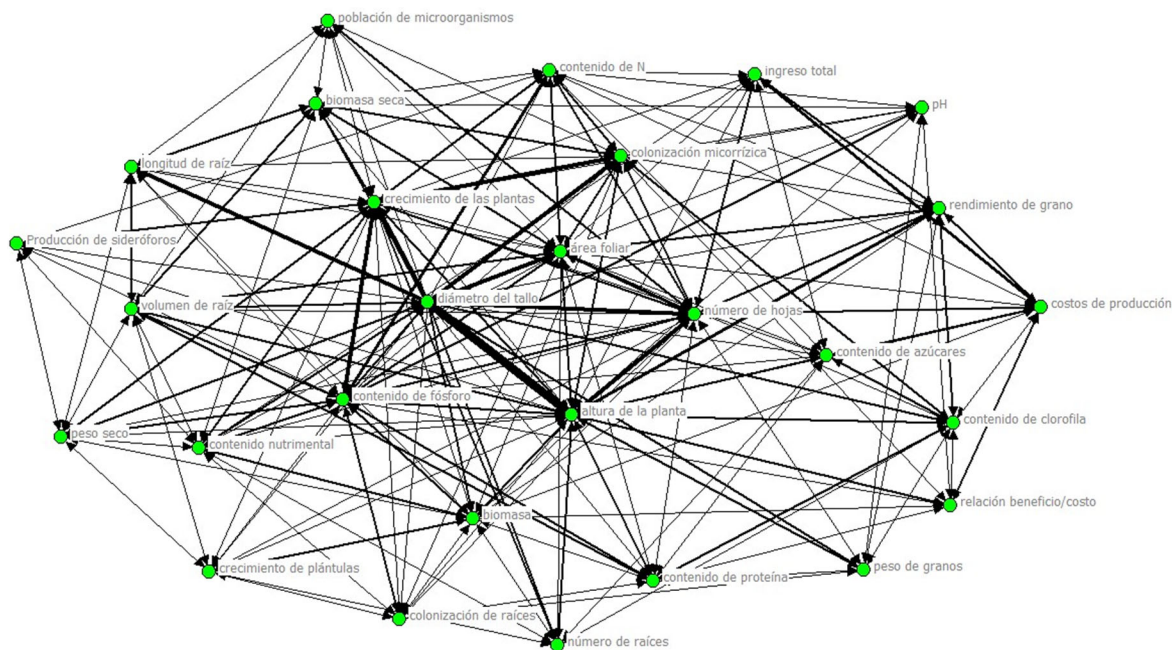 población de microorganismos
contenido de N
ingreso total
biomasa seca
pH
colonización micorrízica
longitud de raíz
crecimiento de las plantas
rendimiento de grano
Producción de sideróforos
área foliar
diámetro del tallo
volumen de raíz
número de hojas
costos de producción
contenido de azúcares
contenido de fósforo
altura de la planta
contenido de clorofila
peso seco
contenido nutrimental
relación beneficio/costo
biomasa
crecimiento de plántulas
contenido de proteína
peso de granos
colonización de raíces
número de raíces